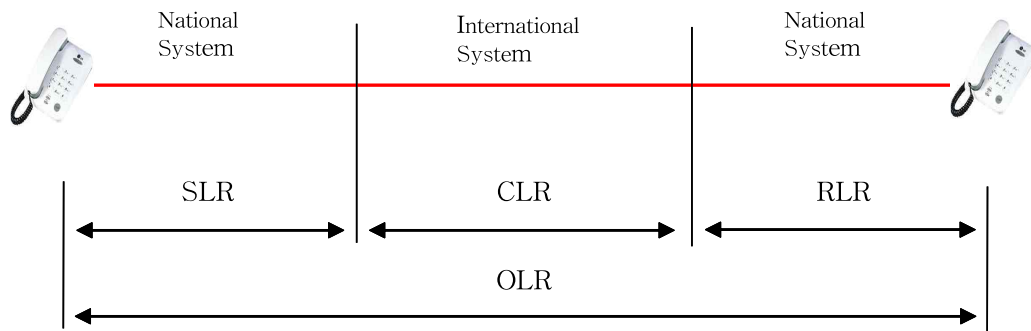 National
System
International
System
National
System
SLR
CLR
RLR
OLR